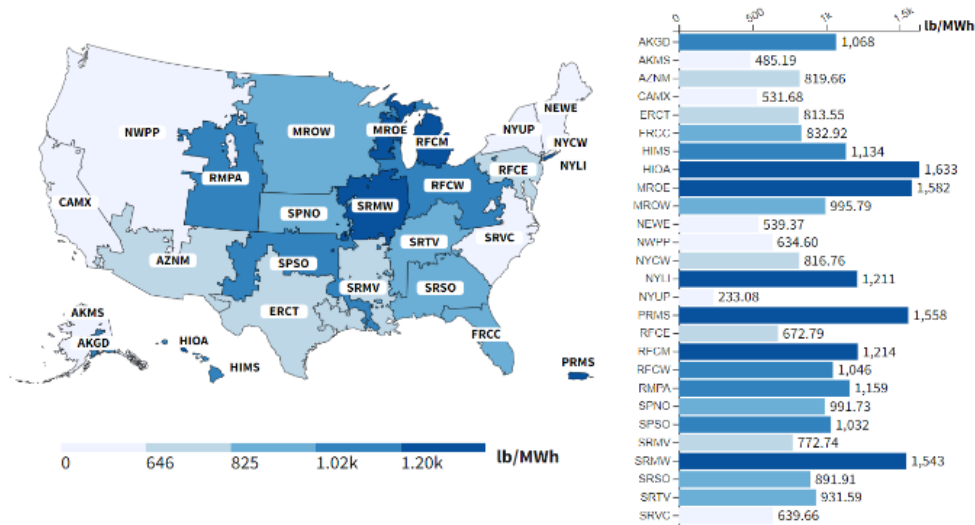 NWPP
MROW
MROE
RFCM
NEWE
NYUP
NYCW
NYLI
RMPA
RFCE
RFCW
CAMX
SPNO
SRMW
SRVC
SRTV
AZNM
SPSO
SRMV
SRSO
ERCT
AKMS
AKGD
HIOA
HIMS
FRCC
PRMS
0 646 825 1.02k 1.20k lb/MWh
0 500 1k 1.5k lb/MWh
AKGD 1,068
AKMS 485.19
AZNM 819.66
CAMX 531.68
ERCT 813.55
FRCC 832.92
HIMS 1,134
HIOA 1,633
MROE 1,582
MROW 995.79
NEWE 539.37
NWPP 634.60
NYCW 816.76
NYLI 1,211
NYUP 233.08
PRMS 1,558
RFCE 672.79
RFCM 1,214
RFCW 1,046
RMPA 1,159
SPNO 991.73
SPSO 1,032
SRMV 772.74
SRMW 1,543
SRSO 891.91
SRTV 931.59
SRVC 639.66